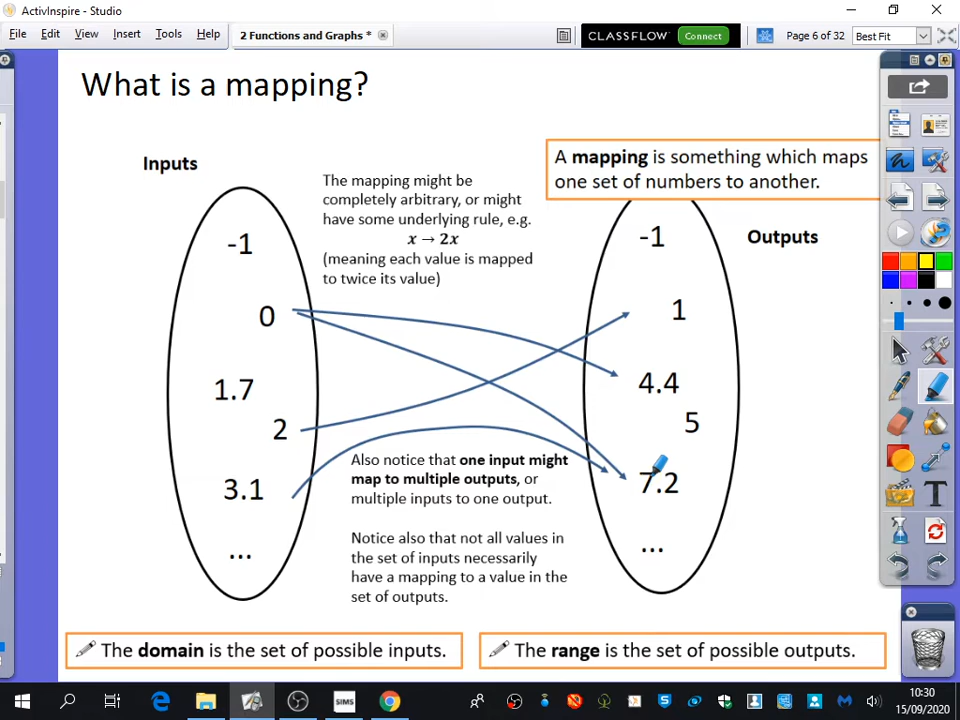 ActivInspire - Studio
File Edit View Insert Tools Help
2 Functions and Graphs *
CLASSFLOW Connect
Page 6 of 32
Best Fit
What is a mapping?
Inputs
The mapping might be
completely arbitrary, or might
have some underlying rule, e.g.
x → 2x
(meaning each value is mapped
to twice its value)
A mapping is something which maps
one set of numbers to another.
Outputs
-1
0
1.7
2
3.1
...
-1
1
4.4
5
7.2
...
Also notice that one input might
map to multiple outputs, or
multiple inputs to one output.
Notice also that not all values in
the set of inputs necessarily
have a mapping to a value in the
set of outputs.
The domain is the set of possible inputs.
The range is the set of possible outputs.
T
SIMS
10:30
15/09/2020